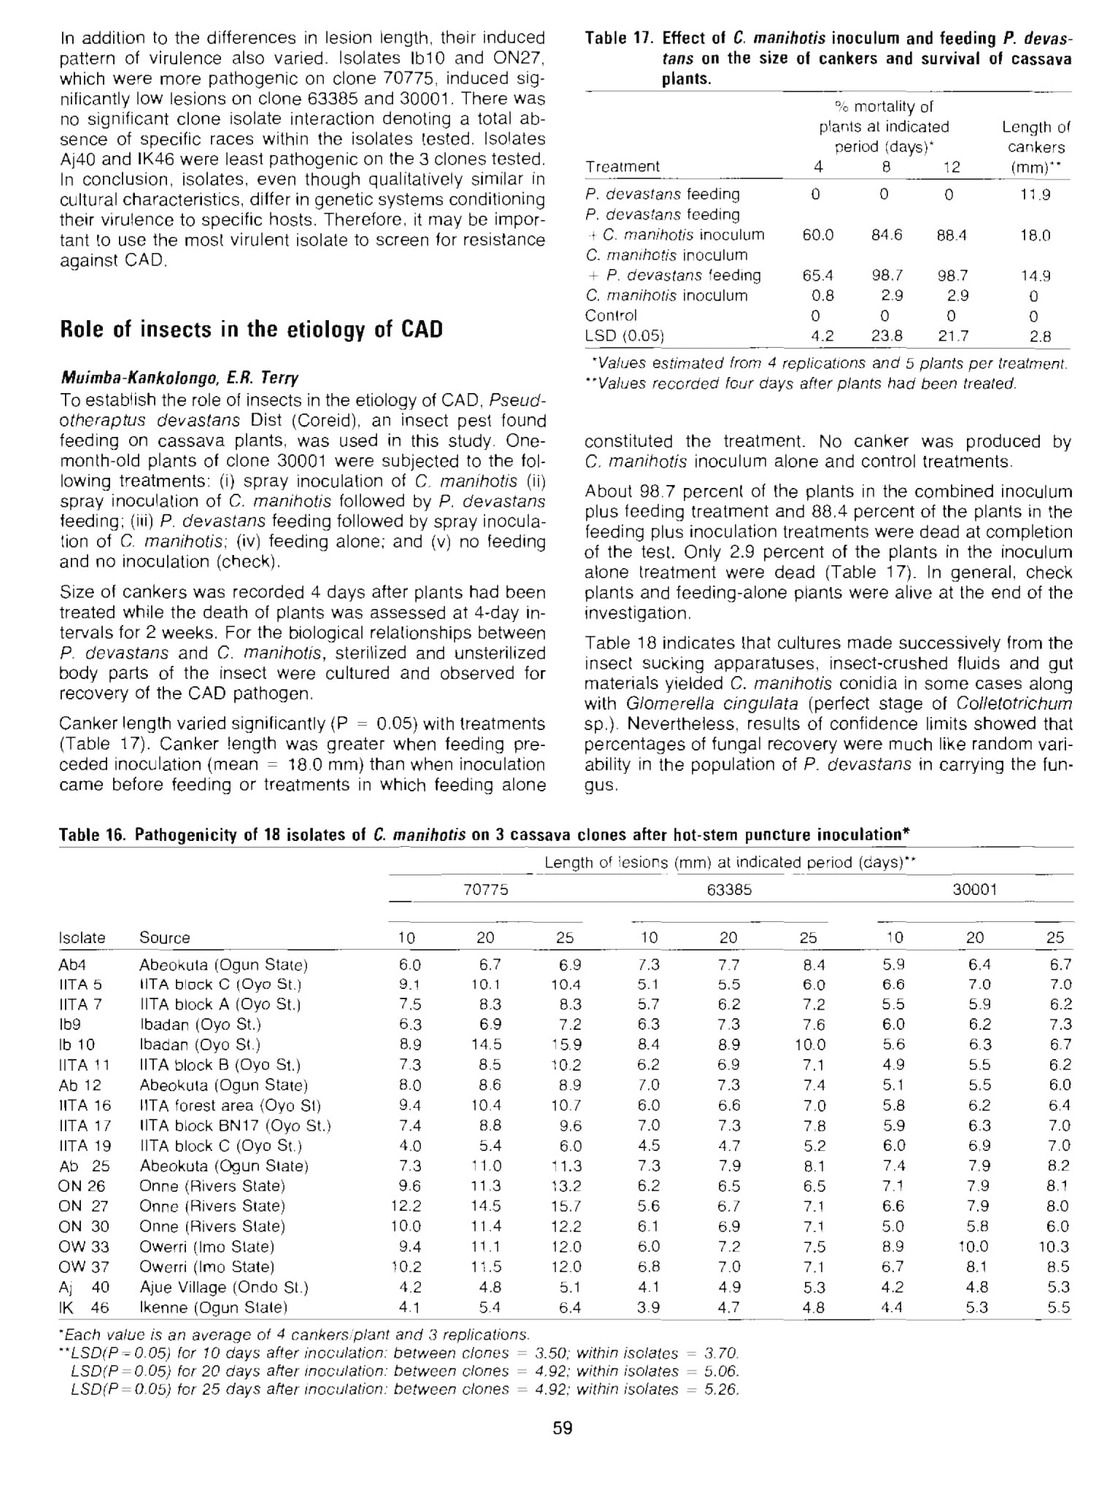 In addition to the differences in lesion length, their induced
pattern of virulence also varied. Isolates Ib10 and ON27,
which were more pathogenic on clone 70775, induced sig-
nificantly low lesions on clone 63385 and 30001. There was
no significant clone isolate interaction denoting a total ab-
sence of specific races within the isolates tested. Isolates
Aj40 and IK46 were least pathogenic on the 3 clones tested.
In conclusion, isolates, even though qualitatively similar in
cultural characteristics, differ in genetic systems conditioning
their virulence to specific hosts. Therefore, it may be impor-
tant to use the most virulent isolate to screen for resistance
against CAD.
Role of insects in the etiology of CAD
Muimba-Kankolongo, E.R. Terry
To establish the role of insects in the etiology of CAD, Pseud-
otheraptus devastans Dist (Coreid), an insect pest found
feeding on cassava plants, was used in this study. One-
month-old plants of clone 30001 were subjected to the fol-
lowing treatments: (i) spray inoculation of C. manihotis (ii)
spray inoculation of C. manihotis followed by P. devastans
feeding; (iii) P. devastans feeding followed by spray inocula-
tion of C. manihotis; (iv) feeding alone; and (v) no feeding
and no inoculation (check).
Size of cankers was recorded 4 days after plants had been
treated while the death of plants was assessed at 4-day in-
tervals for 2 weeks. For the biological relationships between
P. devastans and C. manihotis, sterilized and unsterilized
body parts of the insect were cultured and observed for
recovery of the CAD pathogen.
Canker length varied significantly (P = 0.05) with treatments
(Table 17). Canker length was greater when feeding pre-
ceded inoculation (mean = 18.0 mm) than when inoculation
came before feeding or treatments in which feeding alone
Table 17. Effect of C. manihotis inoculum and feeding P. devas-
tans on the size of cankers and survival of cassava
plants.
% mortality of
plants at indicated Length of
period (days)* cankers
Treatment 4 8 12 (mm)**
P. devastans feeding 0 0 0 11.9
P. devastans feeding
+ C. manihotis inoculum 60.0 84.6 88.4 18.0
C. manihotis inoculum
+ P. devastans feeding 65.4 98.7 98.7 14.9
C. manihotis inoculum 0.8 2.9 2.9 0
Control 0 0 0 0
LSD (0.05) 4.2 23.8 21.7 2.8
*Values estimated from 4 replications and 5 plants per treatment.
**Values recorded four days after plants had been treated.
constituted the treatment. No canker was produced by
C. manihotis inoculum alone and control treatments.
About 98.7 percent of the plants in the combined inoculum
plus feeding treatment and 88.4 percent of the plants in the
feeding plus inoculation treatments were dead at completion
of the test. Only 2.9 percent of the plants in the inoculum
alone treatment were dead (Table 17). In general, check
plants and feeding-alone plants were alive at the end of the
investigation.
Table 18 indicates that cultures made successively from the
insect sucking apparatuses, insect-crushed fluids and gut
materials yielded C. manihotis conidia in some cases along
with Glomerella cingulata (perfect stage of Colletotrichum
sp.). Nevertheless, results of confidence limits showed that
percentages of fungal recovery were much like random vari-
ability in the population of P. devastans in carrying the fun-
gus.
Table 16. Pathogenicity of 18 isolates of C. manihotis on 3 cassava clones after hot-stem puncture inoculation*
Length of lesions (mm) at indicated period (days)**
70775 63385 30001
Isolate Source 10 20 25 10 20 25 10 20 25
Ab4 Abeokuta (Ogun State) 6.0 6.7 6.9 7.3 7.7 8.4 5.9 6.4 6.7
IITA 5 IITA block C (Oyo St.) 9.1 10.1 10.4 5.1 5.5 6.0 6.6 7.0 7.0
IITA 7 IITA block A (Oyo St.) 7.5 8.3 8.3 5.7 6.2 7.2 5.5 5.9 6.2
Ib9 Ibadan (Oyo St.) 6.3 6.9 7.2 6.3 7.3 7.6 6.0 6.2 7.3
Ib 10 Ibadan (Oyo St.) 8.9 14.5 15.9 8.4 8.9 10.0 5.6 6.3 6.7
IITA 11 IITA block B (Oyo St.) 7.3 8.5 10.2 6.2 6.9 7.1 4.9 5.5 6.2
Ab 12 Abeokuta (Ogun State) 8.0 8.6 8.9 7.0 7.3 7.4 5.1 5.5 6.0
IITA 16 IITA forest area (Oyo St) 9.4 10.4 10.7 6.0 6.6 7.0 5.8 6.2 6.4
IITA 17 IITA block BN17 (Oyo St.) 7.4 8.8 9.6 7.0 7.3 7.8 5.9 6.3 7.0
IITA 19 IITA block C (Oyo St.) 4.0 5.4 6.0 4.5 4.7 5.2 6.0 6.9 7.0
Ab 25 Abeokuta (Ogun State) 7.3 11.0 11.3 7.3 7.9 8.1 7.4 7.9 8.2
ON 26 Onne (Rivers State) 9.6 11.3 13.2 6.2 6.5 6.5 7.1 7.9 8.1
ON 27 Onne (Rivers State) 12.2 14.5 15.7 5.6 6.7 7.1 6.6 7.9 8.0
ON 30 Onne (Rivers State) 10.0 11.4 12.2 6.1 6.9 7.1 5.0 5.8 6.0
OW 33 Owerri (Imo State) 9.4 11.1 12.0 6.0 7.2 7.5 8.9 10.0 10.3
OW 37 Owerri (Imo State) 10.2 11.5 12.0 6.8 7.0 7.1 6.7 8.1 8.5
Aj 40 Ajue Village (Ondo St.) 4.2 4.8 5.1 4.1 4.9 5.3 4.2 4.8 5.3
IK 46 Ikenne (Ogun State) 4.1 5.4 6.4 3.9 4.7 4.8 4.4 5.3 5.5
*Each value is an average of 4 cankers/plant and 3 replications.
**LSD(P = 0.05) for 10 days after inoculation: between clones = 3.50; within isolates = 3.70.
LSD(P = 0.05) for 20 days after inoculation: between clones = 4.92; within isolates = 5.06.
LSD(P = 0.05) for 25 days after inoculation: between clones = 4.92; within isolates = 5.26.
59